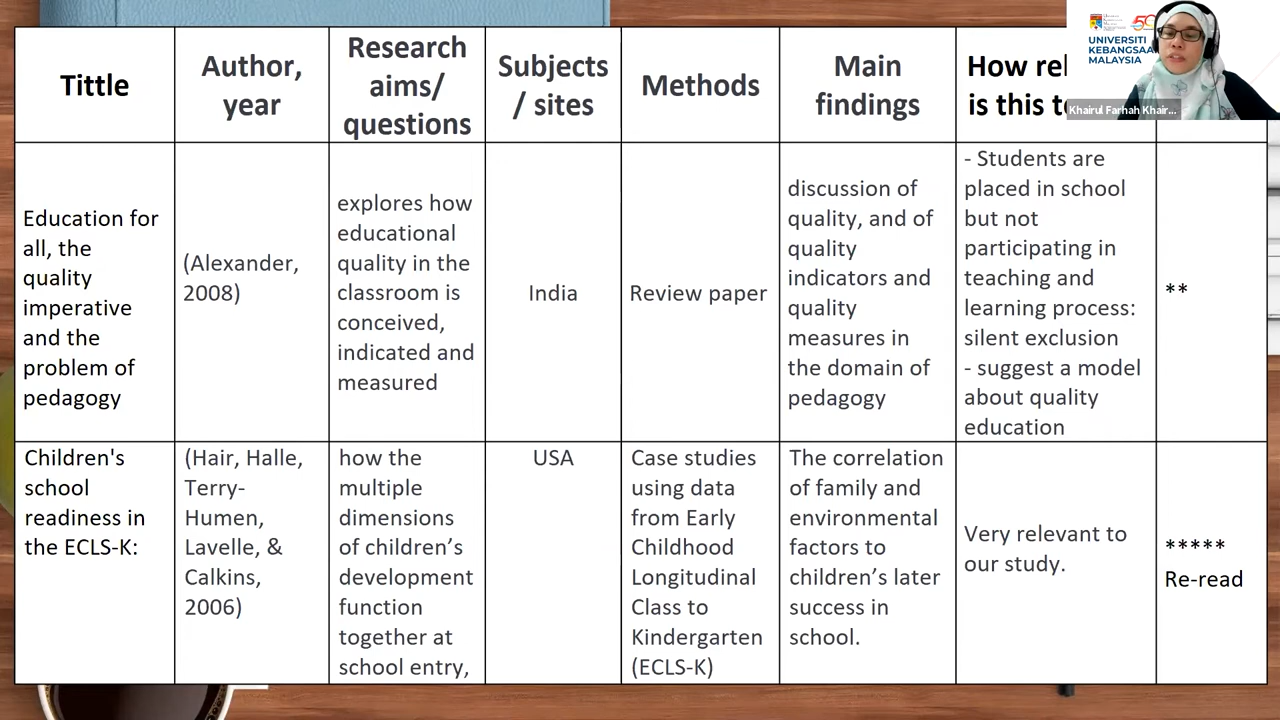 Tittle
Author,
year
Research
aims/
questions
Subjects
/ sites
Methods
Main
findings
How rel
is this t
UNIVERSITI
KEBANGSAA
MALAYSIA
Khairul Farhah Khair...
Education for
all, the
quality
imperative
and the
problem of
pedagogy
(Alexander,
2008)
explores how
educational
quality in the
classroom is
conceived,
indicated and
measured
India
Review paper
discussion of
quality, and of
quality
indicators and
quality
measures in
the domain of
pedagogy
- Students are
placed in school
but not
participating in
teaching and
learning process:
silent exclusion
- suggest a model
about quality
education
**
Children's
school
readiness in
the ECLS-K:
(Hair, Halle,
Terry-
Humen,
Lavelle, &
Calkins,
2006)
how the
multiple
dimensions
of children’s
development
function
together at
school entry,
USA
Case studies
using data
from Early
Childhood
Longitudinal
Class to
Kindergarten
(ECLS-K)
The correlation
of family and
environmental
factors to
children’s later
success in
school.
Very relevant to
our study.
*****
Re-read